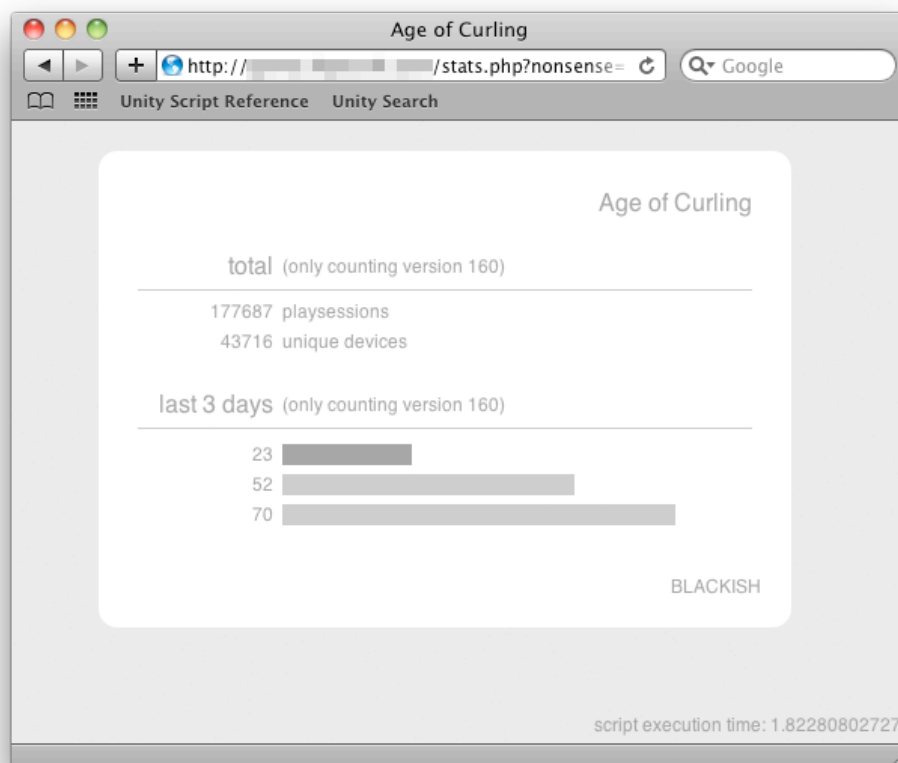 Age of Curling
http:// /stats.php?nonsense=
Google
Unity Script Reference Unity Search
Age of Curling
total (only counting version 160)
177687 playsessions
43716 unique devices
last 3 days (only counting version 160)
23
52
70
BLACKISH
script execution time: 1.82280802727